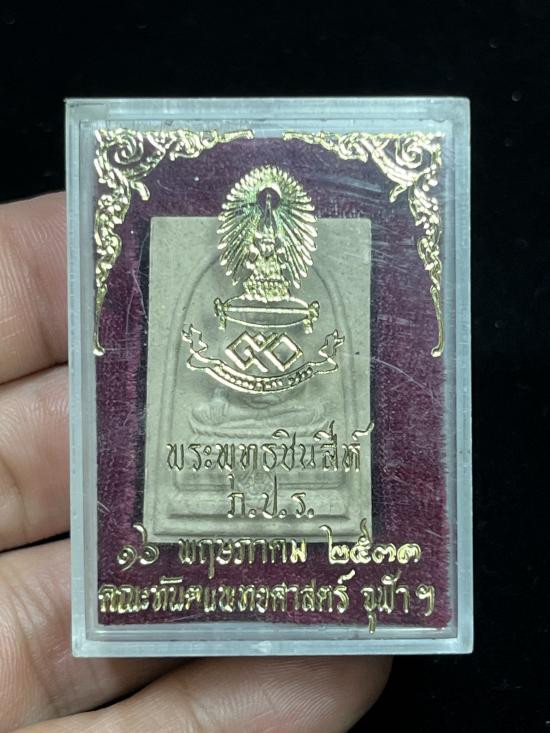 พระพุทธชินสีห์
ภ.ป.ร.
๑๖ พฤษภาคม ๒๕๓๓
คณะทันตแพทยศาสตร์ จุฬาฯ